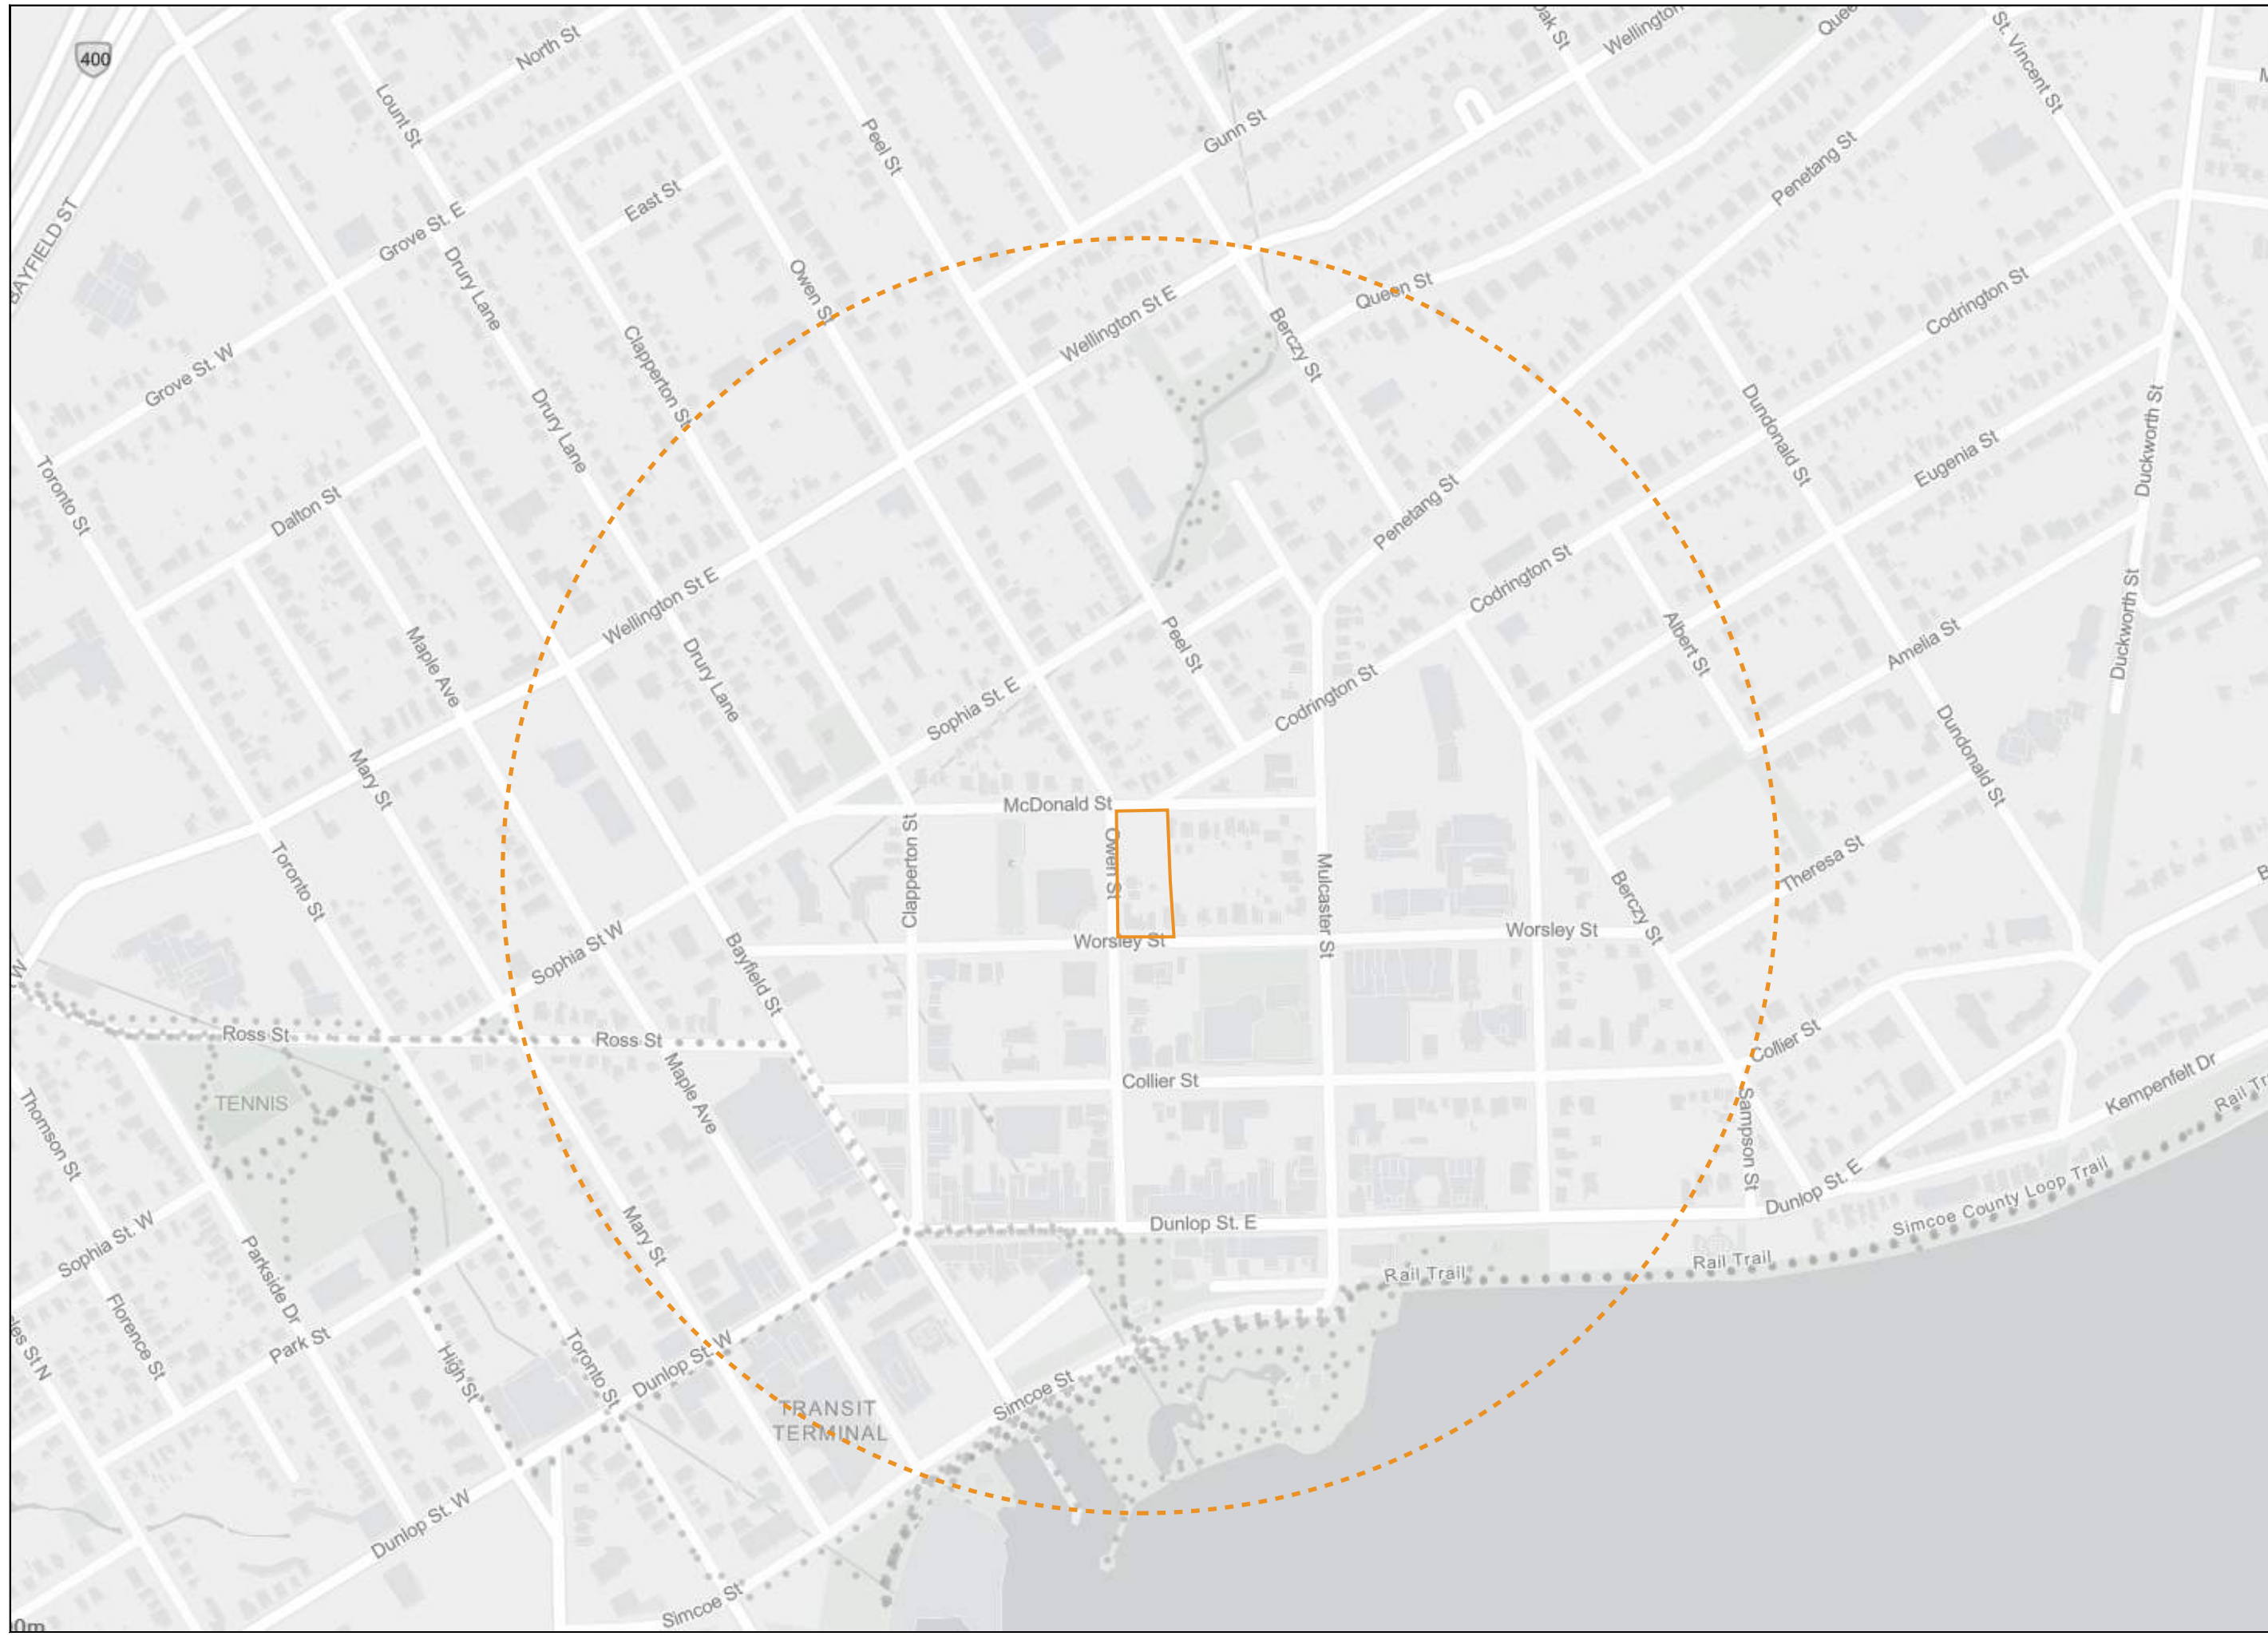 400
North St
Oak St
Wellington
St. Vincent St
Lount St
Peel St
Gunn St
Penetang St
BAYFIELD ST
Grove St. E
East St
Drury Lane
Owen St
Queen St
Codrington St
Wellington St E
Berczy St
Clapperton St
Grove St. W
Drury Lane
Dundonald St
Duckworth St
Eugenia St
Toronto St
Dalton St
Penetang St
Codrington St
Wellington St E
Duckworth St
Maple Ave
Drury Lane
Peel St
Albert St
Amelia St
Sophia St. E
Codrington St
Dundonald St
Mary St
McDonald St
Toronto St
Clapperton St
Owen St
Mulcaster St
Theresa St
Berczy St
Sophia St W
Bayfield St
Worsley St
Worsley St
Ross St
Ross St
Collier St
Maple Ave
Collier St
Kempenfelt Dr
TENNIS
Thomson St
Sampson St
Dunlop St. E
Simcoe County Loop Trail
Sophia St. W
Mary St
Dunlop St. E
Parkside Dr
Rail Trail
Rail Trail
Florence St
Park St
High St
Toronto St
Dunlop St. W
Simcoe St
TRANSIT
TERMINAL
Dunlop St. W
Simcoe St